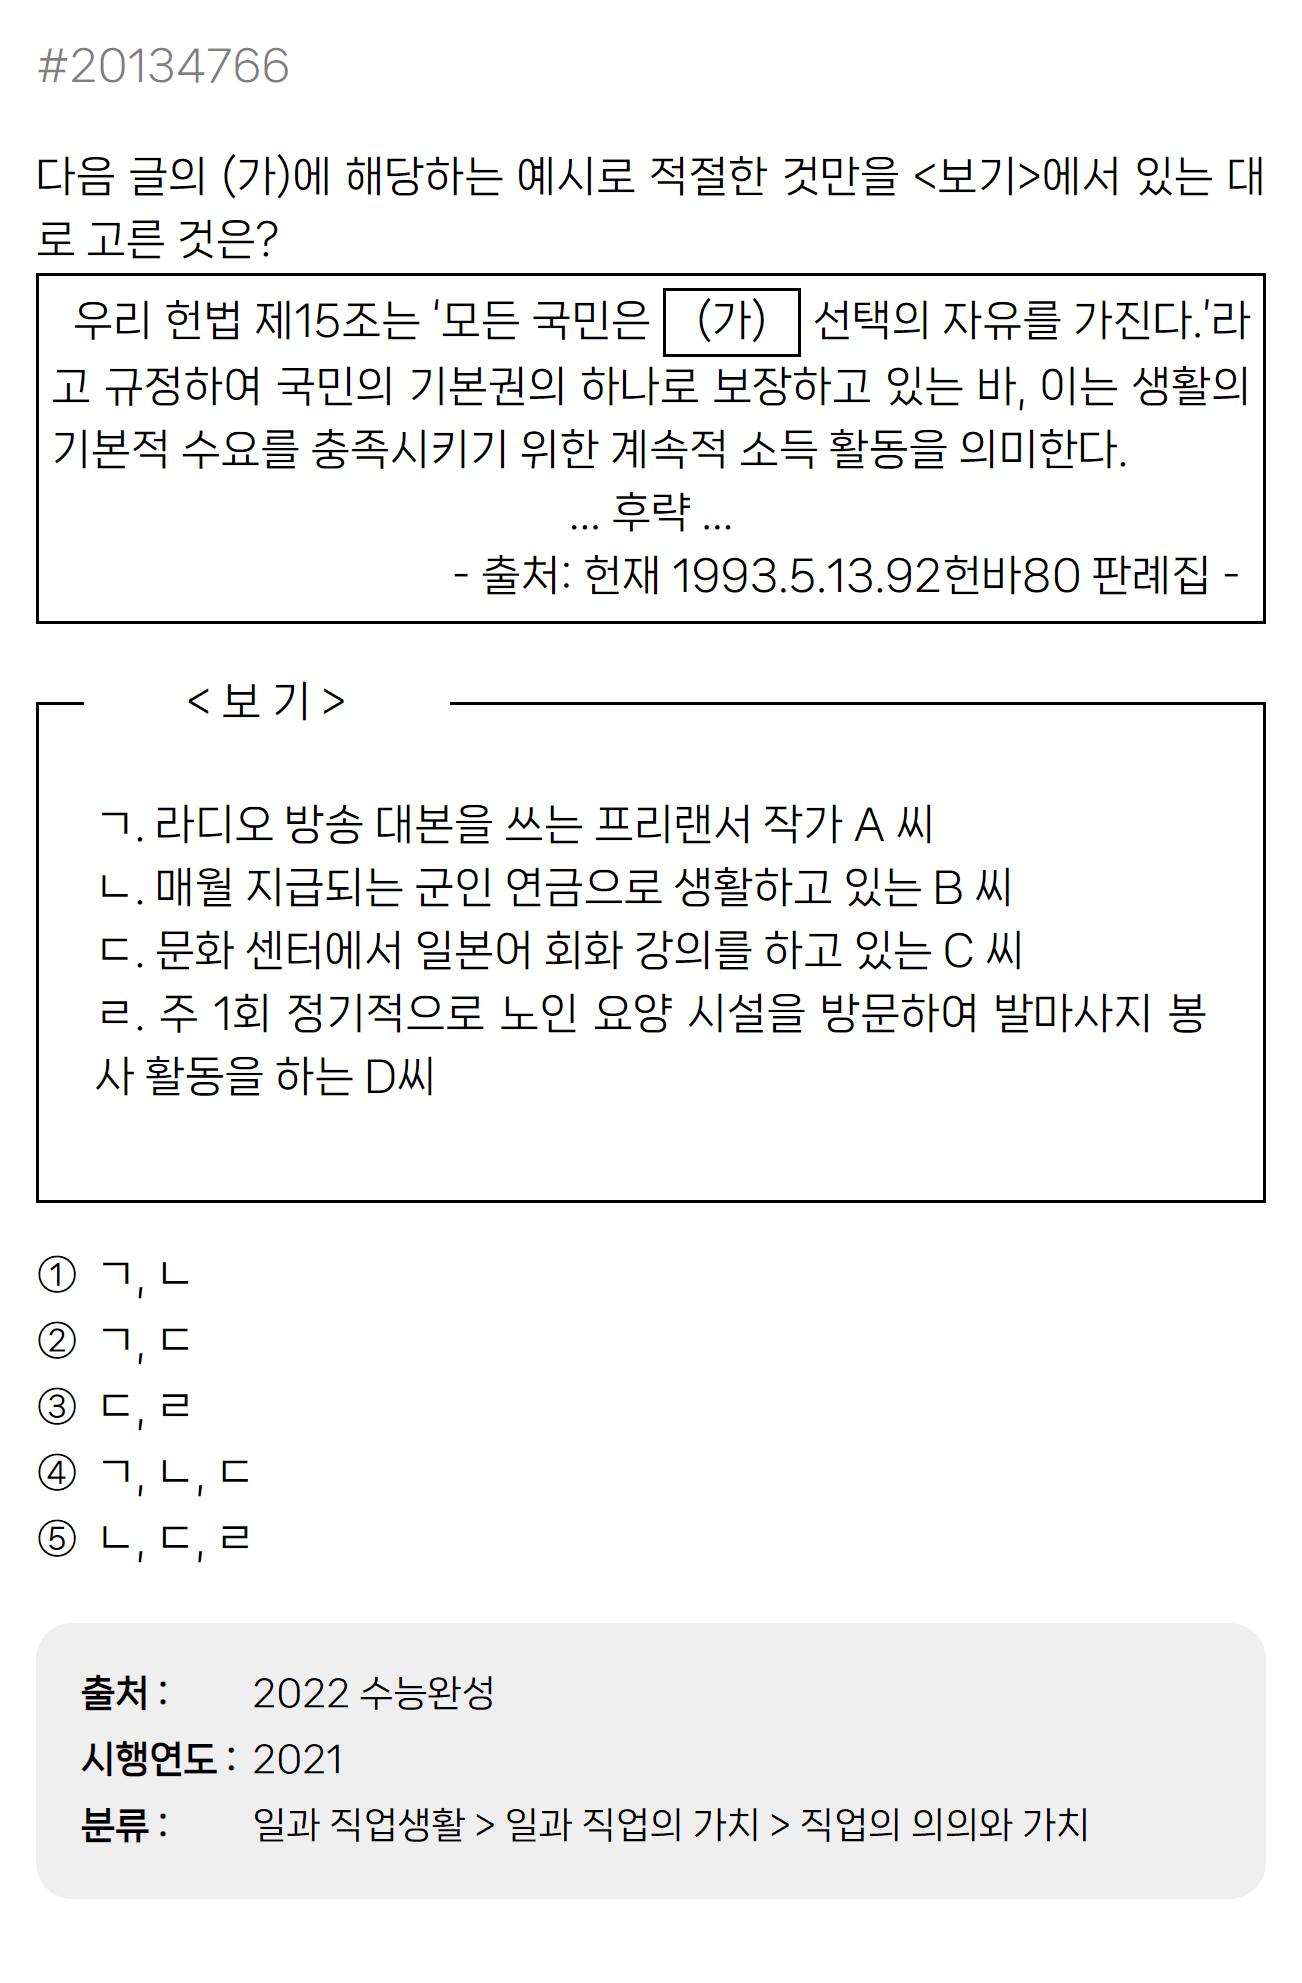 #20134766
다음 글의 (가)에 해당하는 예시로 적절한 것만을 <보기>에서 있는 대
로 고른 것은?
우리 헌법 제15조는 ‘모든 국민은 (가) 선택의 자유를 가진다.’라
고 규정하여 국민의 기본권의 하나로 보장하고 있는 바, 이는 생활의
기본적 수요를 충족시키기 위한 계속적 소득 활동을 의미한다.
... 후략 ...
- 출처: 헌재 1993.5.13.92헌바80 판례집 -
< 보 기 >
ㄱ. 라디오 방송 대본을 쓰는 프리랜서 작가 A 씨
ㄴ. 매월 지급되는 군인 연금으로 생활하고 있는 B 씨
ㄷ. 문화 센터에서 일본어 회화 강의를 하고 있는 C 씨
ㄹ. 주 1회 정기적으로 노인 요양 시설을 방문하여 발마사지 봉
사 활동을 하는 D씨
① ㄱ, ㄴ
② ㄱ, ㄷ
③ ㄷ, ㄹ
④ ㄱ, ㄴ, ㄷ
⑤ ㄴ, ㄷ, ㄹ
출처 : 2022 수능완성
시행연도 : 2021
분류 : 일과 직업생활 > 일과 직업의 가치 > 직업의 의의와 가치